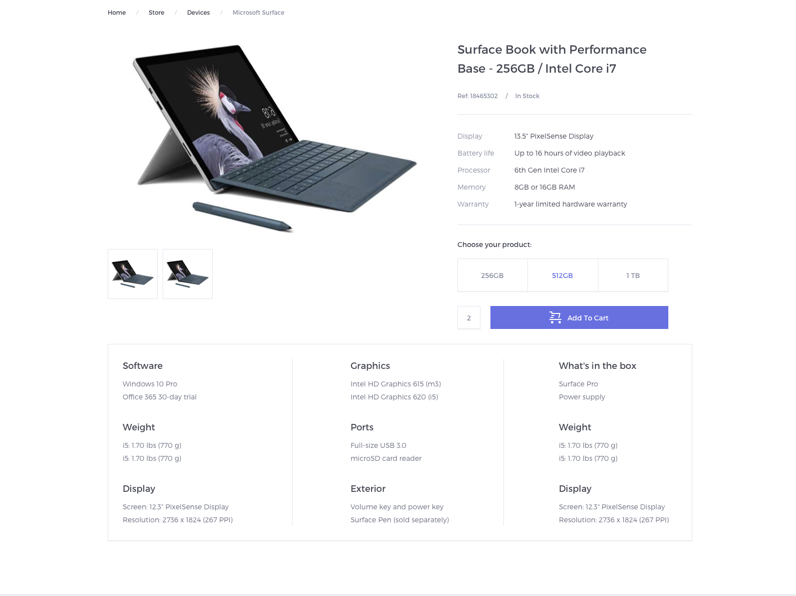 Home / Store / Devices / Microsoft Surface
Surface Book with Performance
Base - 256GB / Intel Core i7
Ref: 18465302 / In Stock
Display 13.5" PixelSense Display
Battery life Up to 16 hours of video playback
Processor 6th Gen Intel Core I7
Memory 8GB or 16GB RAM
Warranty 1-year limited hardware warranty
Choose your product:
256GB 512GB 1 TB
2 Add To Cart
Software
Windows 10 Pro
Office 365 30-day trial
Weight
i5: 1.70 lbs (770 g)
i5: 1.70 lbs (770 g)
Display
Screen: 12.3" PixelSense Display
Resolution: 2736 x 1824 (267 PPI)
Graphics
Intel HD Graphics 615 (m3)
Intel HD Graphics 620 (i5)
Ports
Full-size USB 3.0
microSD card reader
Exterior
Volume key and power key
Surface Pen (sold separately)
What's in the box
Surface Pro
Power supply
Weight
i5: 1.70 lbs (770 g)
i5: 1.70 lbs (770 g)
Display
Screen: 12.3" PixelSense Display
Resolution: 2736 x 1824 (267 PPI)